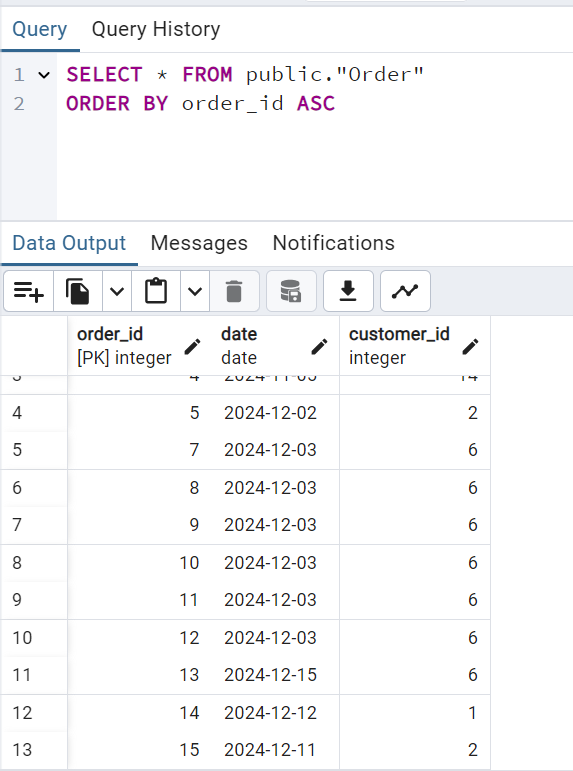 Query Query History
1 SELECT * FROM public."Order"
2 ORDER BY order_id ASC
Data Output Messages Notifications
order_id date customer_id
[PK] integer date integer
3 4 2024-11-05 14
4 5 2024-12-02 2
5 7 2024-12-03 6
6 8 2024-12-03 6
7 9 2024-12-03 6
8 10 2024-12-03 6
9 11 2024-12-03 6
10 12 2024-12-03 6
11 13 2024-12-15 6
12 14 2024-12-12 1
13 15 2024-12-11 2